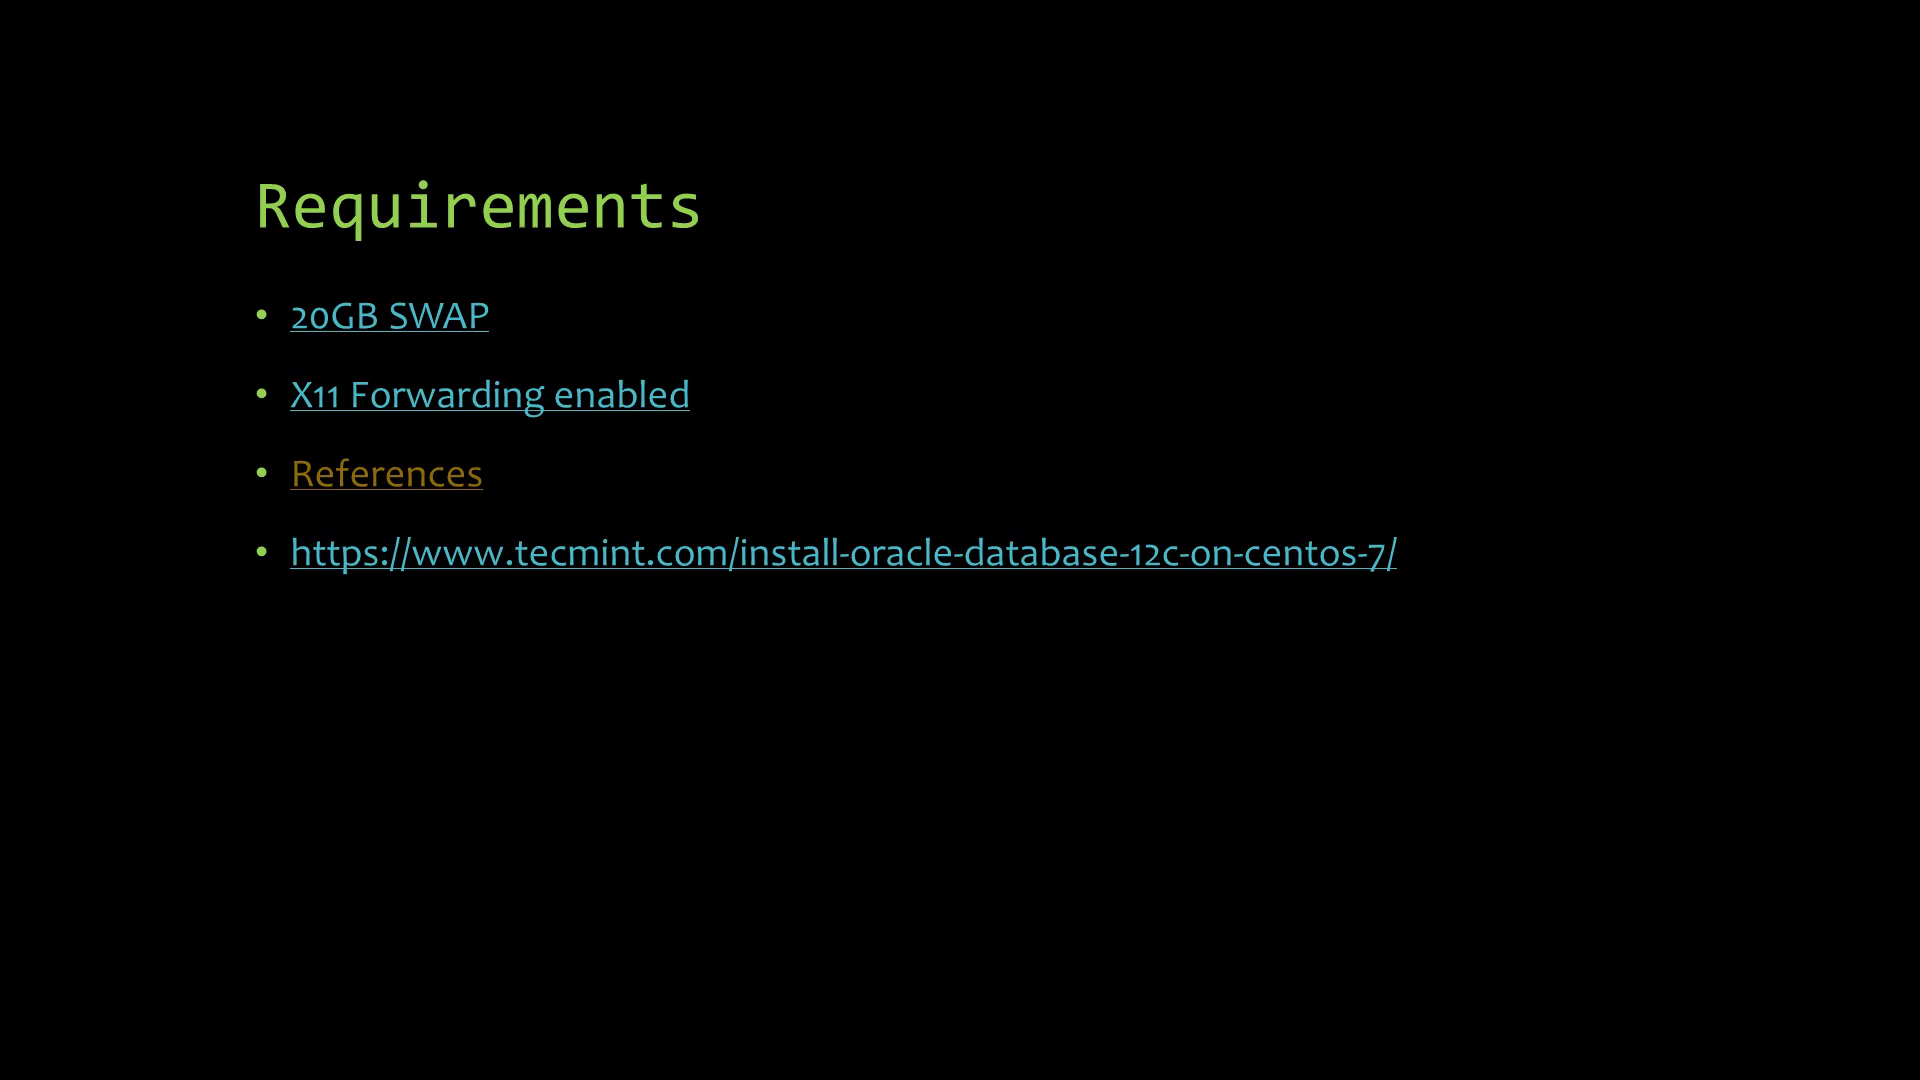 Requirements
• 20GB SWAP
• X11 Forwarding enabled
• References
• https://www.tecmint.com/install-oracle-database-12c-on-centos-7/